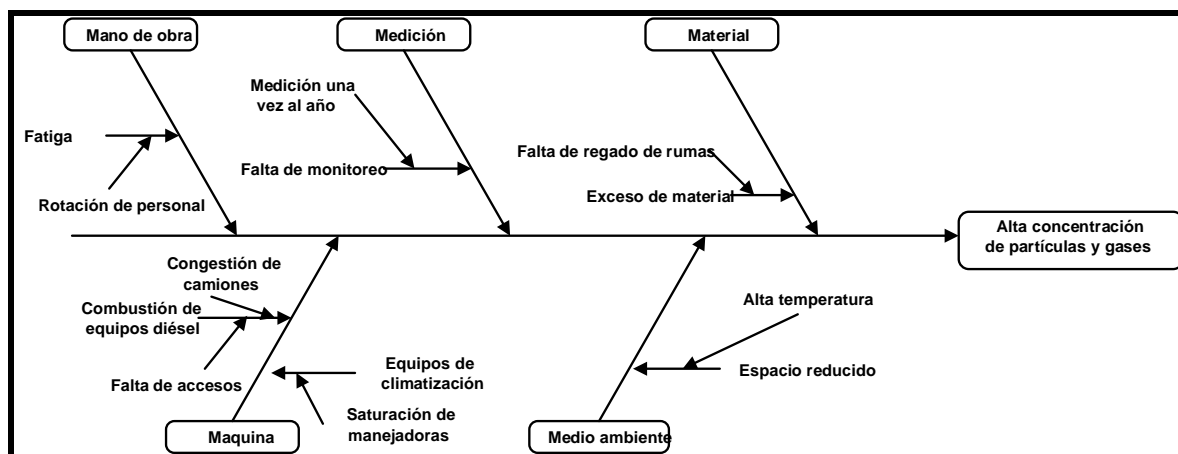 Mano de obra
Medición
Material
Medición una
vez al año
Fatiga
Falta de monitoreo
Falta de regado de rumas
Rotación de personal
Exceso de material
Alta concentración
de partículas y gases
Congestión de
camiones
Combustión de
equipos diésel
Alta temperatura
Falta de accesos
Equipos de
climatización
Espacio reducido
Saturación de
manejadoras
Maquina
Medio ambiente